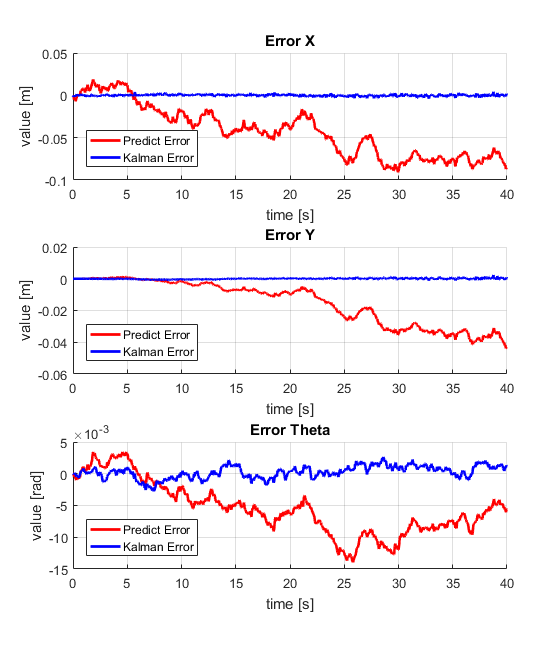 Error X
0.05
0
-0.05
-0.1
value [m]
Predict Error
Kalman Error
0 5 10 15 20 25 30 35 40
time [s]
Error Y
0.02
0
-0.02
-0.04
-0.06
value [m]
Predict Error
Kalman Error
0 5 10 15 20 25 30 35 40
time [s]
Error Theta
×10⁻³
5
0
-5
-10
-15
value [rad]
Predict Error
Kalman Error
0 5 10 15 20 25 30 35 40
time [s]